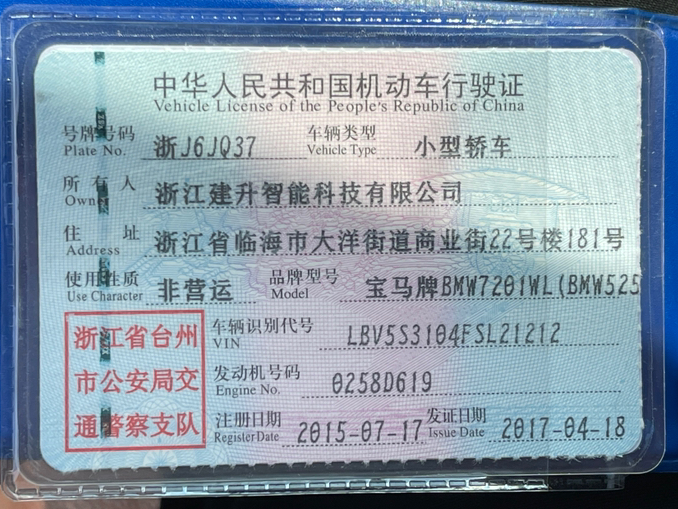 中华人民共和国机动车行驶证
Vehicle License of the People's Republic of China
号牌号码 浙J6JQ37 车辆类型 小型轿车
Plate No. Vehicle Type
所有人 浙江建升智能科技有限公司
Owner
住址 浙江省临海市大洋街道商业街22号楼181号
Address
使用性质 非营运 品牌型号 宝马牌BMW7201WL(BMW525
Use Character Model
浙江省台州 车辆识别代号 LBV5S3104FSL21212
VIN
市公安局交 发动机号码 0258D619
Engine No.
通警察支队 注册日期 2015-07-17 发证日期 2017-04-18
Register Date Issue Date